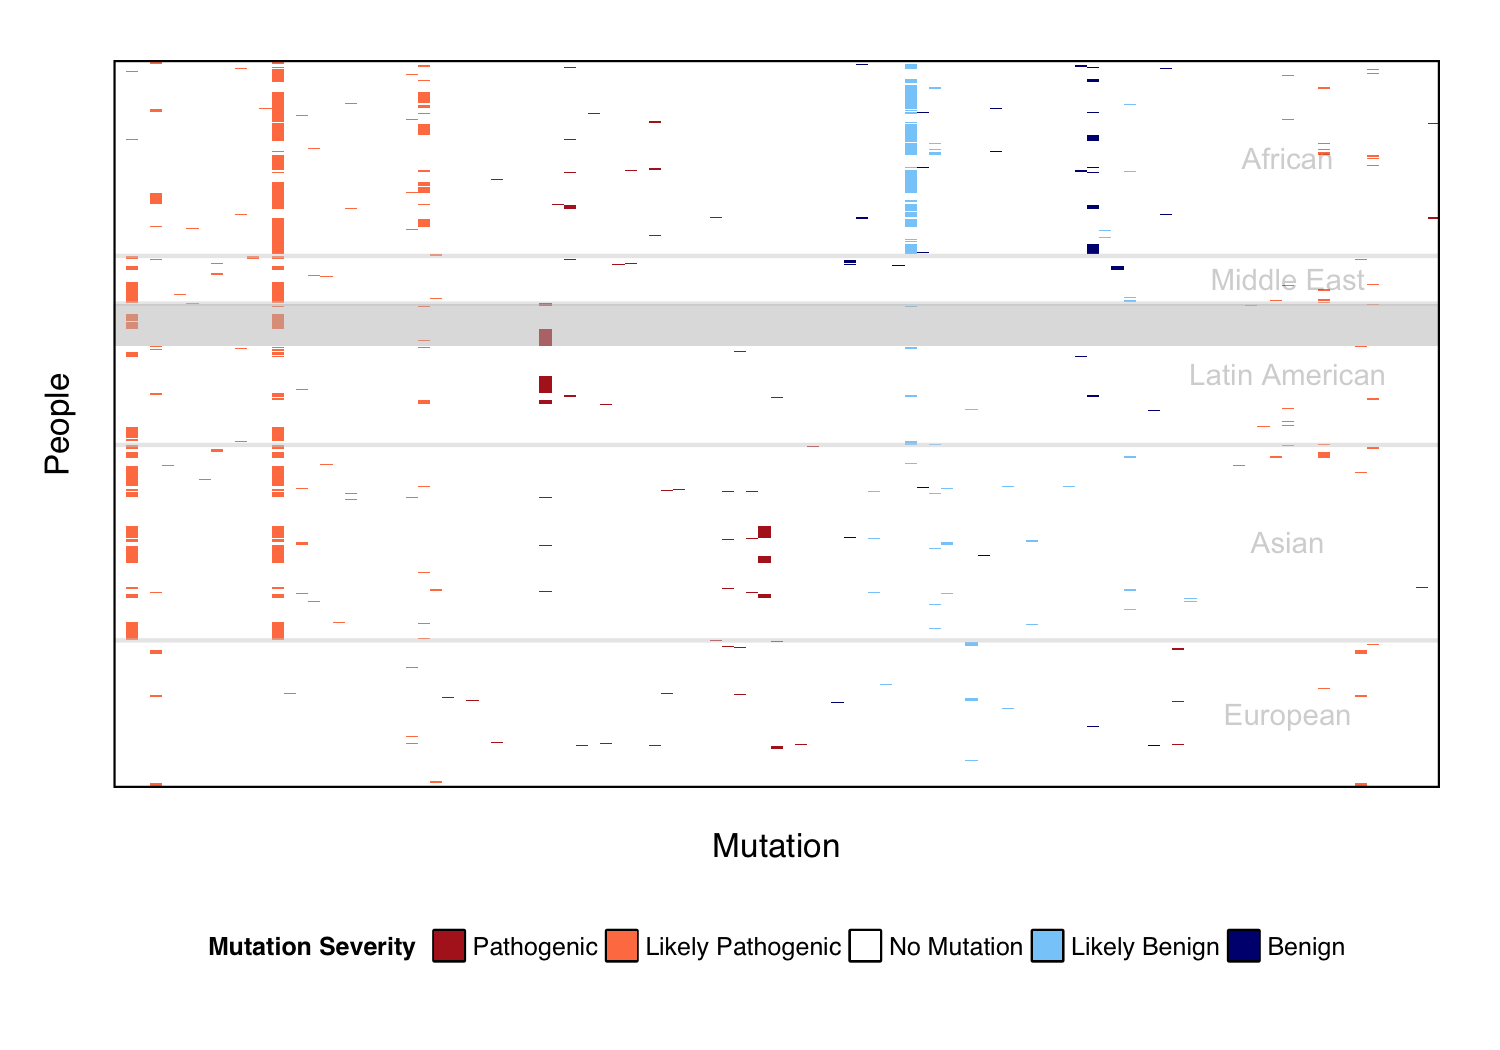 African
Middle East
Latin American
Asian
European
People
Mutation
Mutation Severity Pathogenic Likely Pathogenic No Mutation Likely Benign Benign